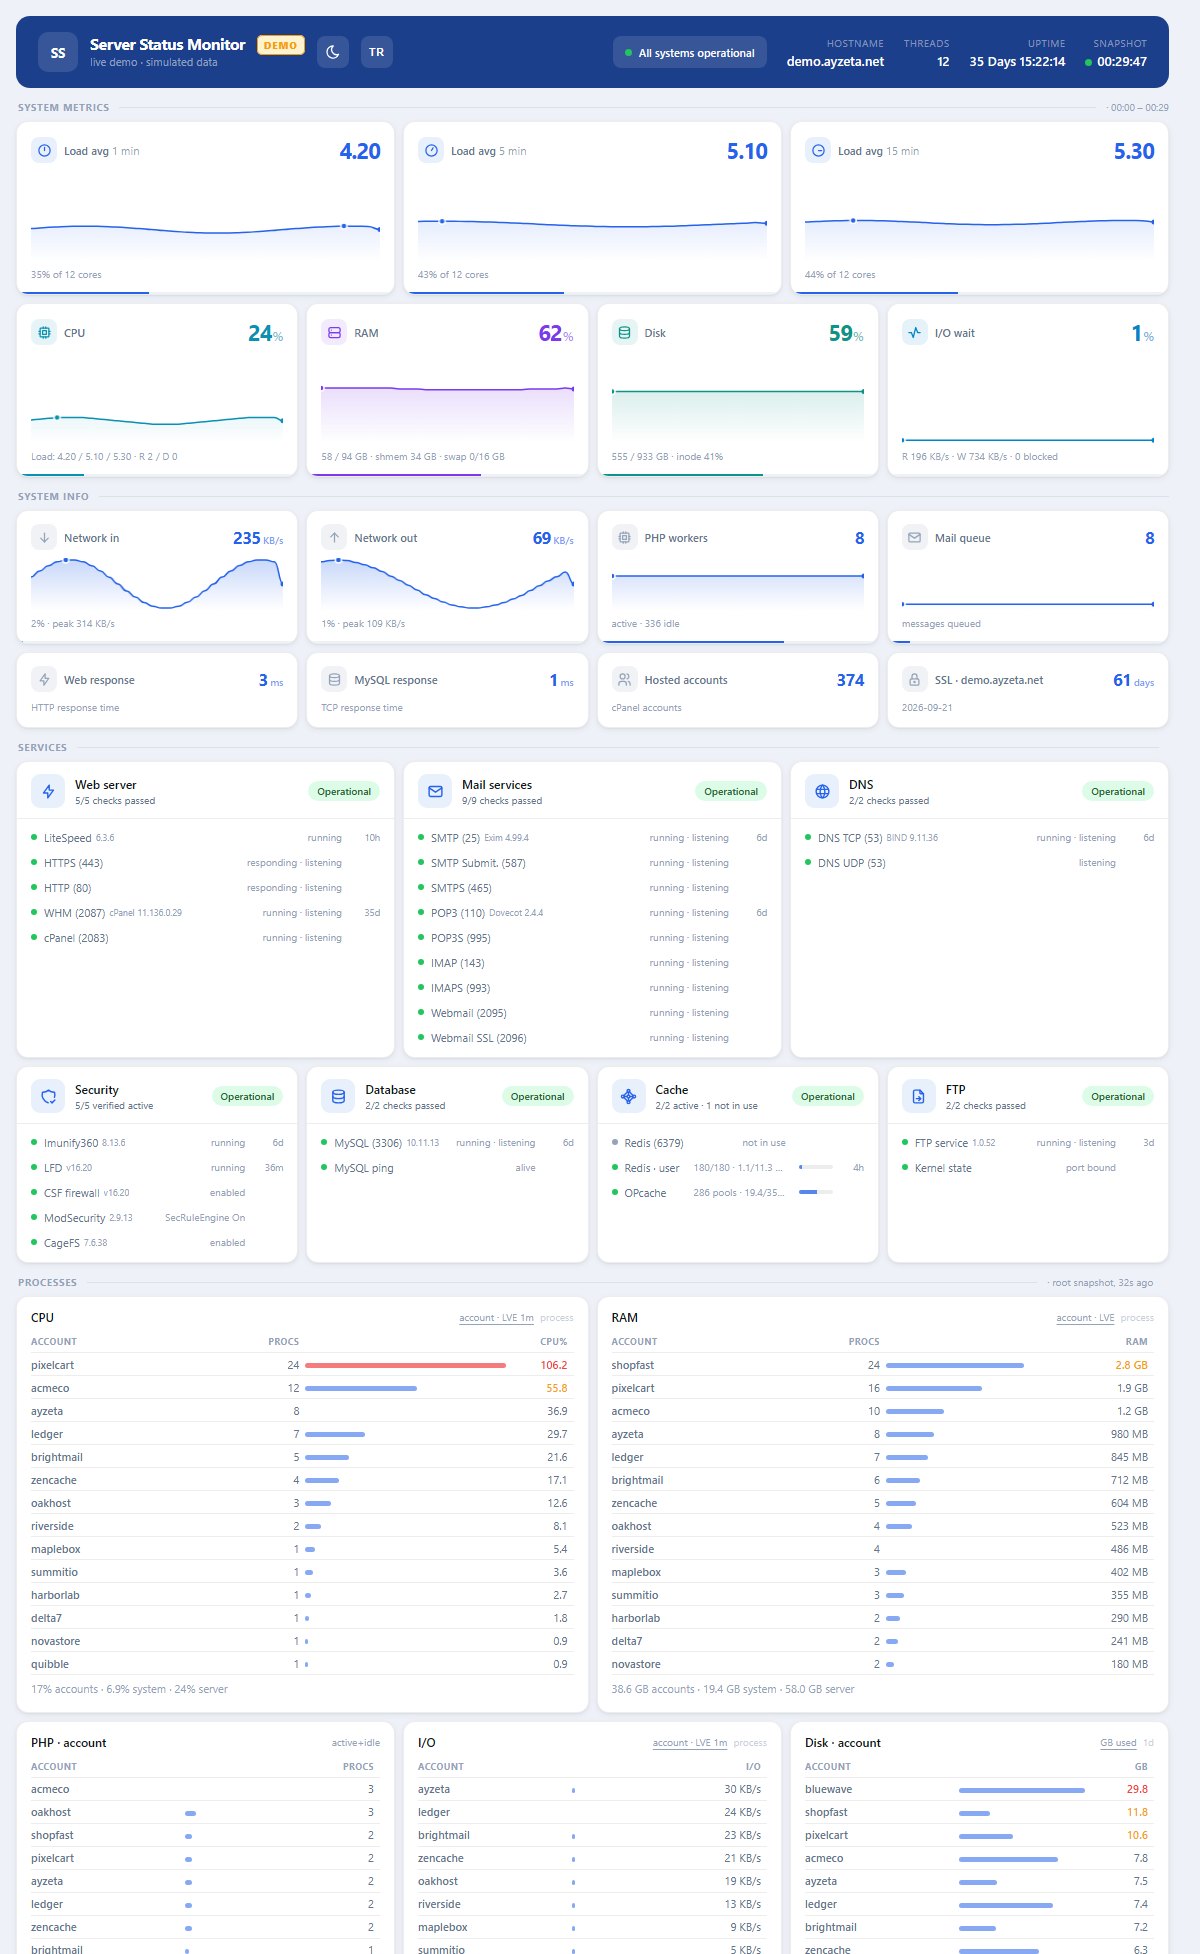 SS
Server Status Monitor DEMO
live demo · simulated data
TR
All systems operational
HOSTNAME THREADS UPTIME SNAPSHOT
demo.ayzeta.net 12 35 Days 15:22:14 00:29:47
SYSTEM METRICS · 00:00 – 00:29
Load avg 1 min 4.20
35% of 12 cores
Load avg 5 min 5.10
43% of 12 cores
Load avg 15 min 5.30
44% of 12 cores
CPU 24%
Load: 4.20 / 5.10 / 5.30 · R 2 / D 0
RAM 62%
58 / 94 GB · shmem 34 GB · swap 0/16 GB
Disk 59%
555 / 933 GB · inode 41%
I/O wait 1%
R 196 KB/s · W 734 KB/s · 0 blocked
SYSTEM INFO
Network in 235 KB/s
2% · peak 314 KB/s
Network out 69 KB/s
1% · peak 109 KB/s
PHP workers 8
active · 336 idle
Mail queue 8
messages queued
Web response 3 ms
HTTP response time
MySQL response 1 ms
TCP response time
Hosted accounts 374
cPanel accounts
SSL · demo.ayzeta.net 61 days
2026-09-21
SERVICES
Web server Operational
5/5 checks passed
LiteSpeed 6.3.6 running 10h
HTTPS (443) responding · listening
HTTP (80) responding · listening
WHM (2087) cPanel 11.136.0.29 running · listening 35d
cPanel (2083) running · listening
Mail services Operational
9/9 checks passed
SMTP (25) Exim 4.99.4 running · listening 6d
SMTP Submit. (587) running · listening
SMTPS (465) running · listening
POP3 (110) Dovecot 2.4.4 running · listening 6d
POP3S (995) running · listening
IMAP (143) running · listening
IMAPS (993) running · listening
Webmail (2095) running · listening
Webmail SSL (2096) running · listening
DNS Operational
2/2 checks passed
DNS TCP (53) BIND 9.11.36 running · listening 6d
DNS UDP (53) listening
Security Operational
5/5 verified active
Imunify360 8.13.6 running 6d
LFD v16.20 running 36m
CSF firewall v16.20 enabled
ModSecurity 2.9.13 SecRuleEngine On
CageFS 7.6.38 enabled
Database Operational
2/2 checks passed
MySQL (3306) 10.11.13 running · listening 6d
MySQL ping alive
Cache Operational
2/2 active · 1 not in use
Redis (6379) not in use
Redis · user 180/180 · 1.1/11.3 ... 4h
OPcache 286 pools · 19.4/35...
FTP Operational
2/2 checks passed
FTP service 1.0.52 running · listening 3d
Kernel state port bound
PROCESSES · root snapshot, 32s ago
CPU account · LVE 1m process
ACCOUNT PROCS CPU%
pixelcart 24 106.2
acmeco 12 55.8
ayzeta 8 36.9
ledger 7 29.7
brightmail 5 21.6
zencache 4 17.1
oakhost 3 12.6
riverside 2 8.1
maplebox 1 5.4
summitio 1 3.6
harborlab 1 2.7
delta7 1 1.8
novastore 1 0.9
quibble 1 0.9
17% accounts · 6.9% system · 24% server
RAM account · LVE process
ACCOUNT PROCS RAM
shopfast 24 2.8 GB
pixelcart 16 1.9 GB
acmeco 10 1.2 GB
ayzeta 8 980 MB
ledger 7 845 MB
brightmail 6 712 MB
zencache 5 604 MB
oakhost 4 523 MB
riverside 4 486 MB
maplebox 3 402 MB
summitio 3 355 MB
harborlab 2 290 MB
delta7 2 241 MB
novastore 2 180 MB
38.6 GB accounts · 19.4 GB system · 58.0 GB server
PHP · account active+idle
ACCOUNT PROCS
acmeco 3
oakhost 3
shopfast 2
pixelcart 2
ayzeta 2
ledger 2
zencache 2
brightmail 1
I/O account · LVE 1m process
ACCOUNT I/O
ayzeta 30 KB/s
ledger 24 KB/s
brightmail 23 KB/s
zencache 21 KB/s
oakhost 19 KB/s
riverside 13 KB/s
maplebox 9 KB/s
summitio 5 KB/s
Disk · account GB used 1d
ACCOUNT GB
bluewave 29.8
shopfast 11.8
pixelcart 10.6
acmeco 7.8
ayzeta 7.5
ledger 7.4
brightmail 7.2
zencache 6.3